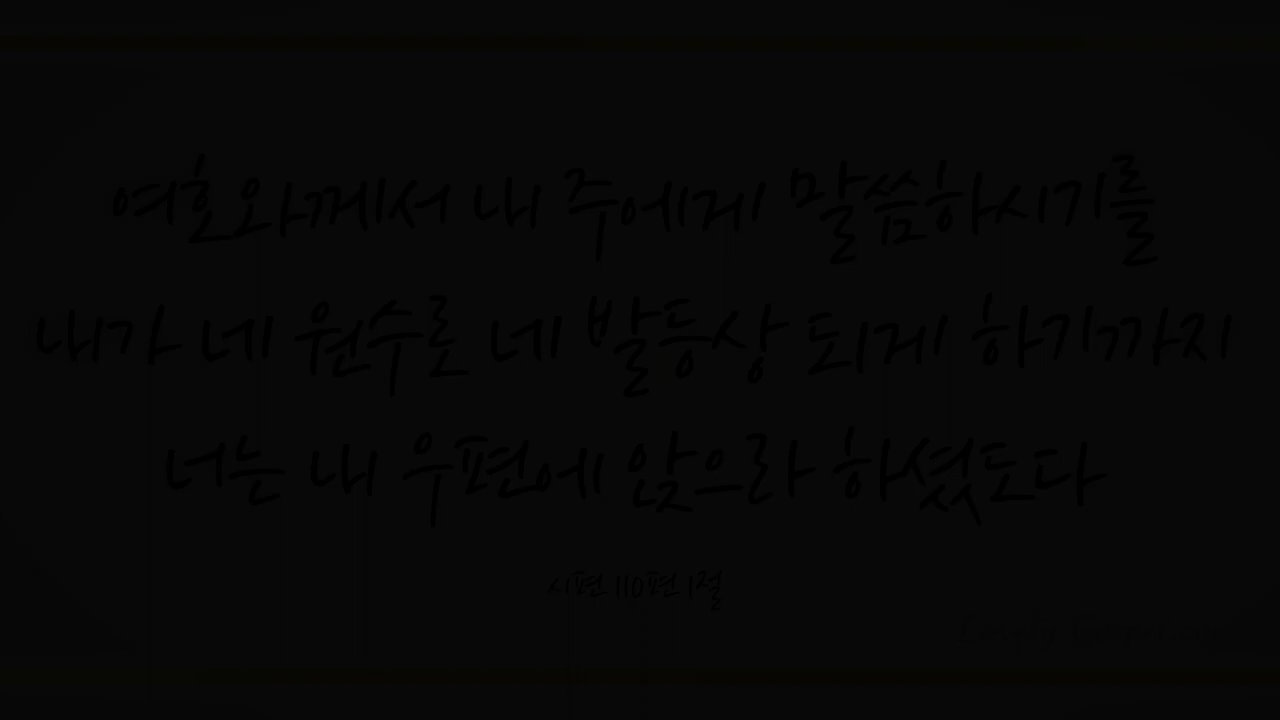 여호와께서 내 주에게 말씀하시기를
내가 네 원수로 네 발등상 되게 하기까지
너는 내 우편에 앉으라 하셨도다
시편 110편 1절